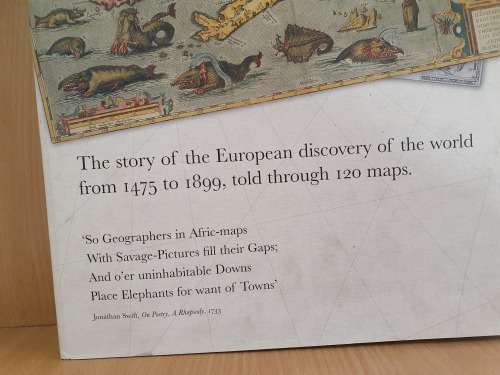 The story of the European discovery of the world
from 1475 to 1899, told through 120 maps.
‘So Geographers in Afric-maps
With Savage-Pictures fill their Gaps;
And o'er uninhabitable Downs
Place Elephants for want of Towns’
Jonathan Swift, On Poetry, A Rhapsody, 1733